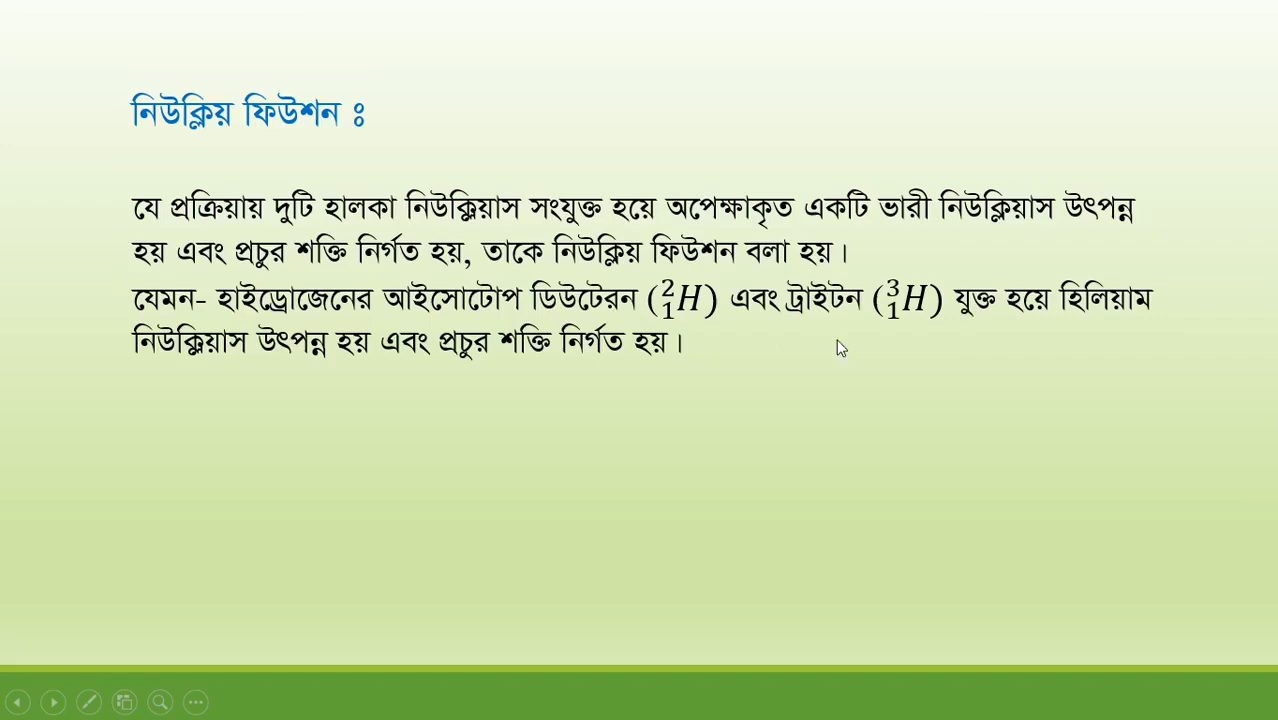 নিউক্লিয় ফিউশন ঃ
যে প্রক্রিয়ায় দুটি হালকা নিউক্লিয়াস সংযুক্ত হয়ে অপেক্ষাকৃত একটি ভারী নিউক্লিয়াস উৎপন্ন
হয় এবং প্রচুর শক্তি নির্গত হয়, তাকে নিউক্লিয় ফিউশন বলা হয়।
যেমন- হাইড্রোজেনের আইসোটোপ ডিউটেরন (²₁H) এবং ট্রাইটন (³₁H) যুক্ত হয়ে হিলিয়াম
নিউক্লিয়াস উৎপন্ন হয় এবং প্রচুর শক্তি নির্গত হয়।